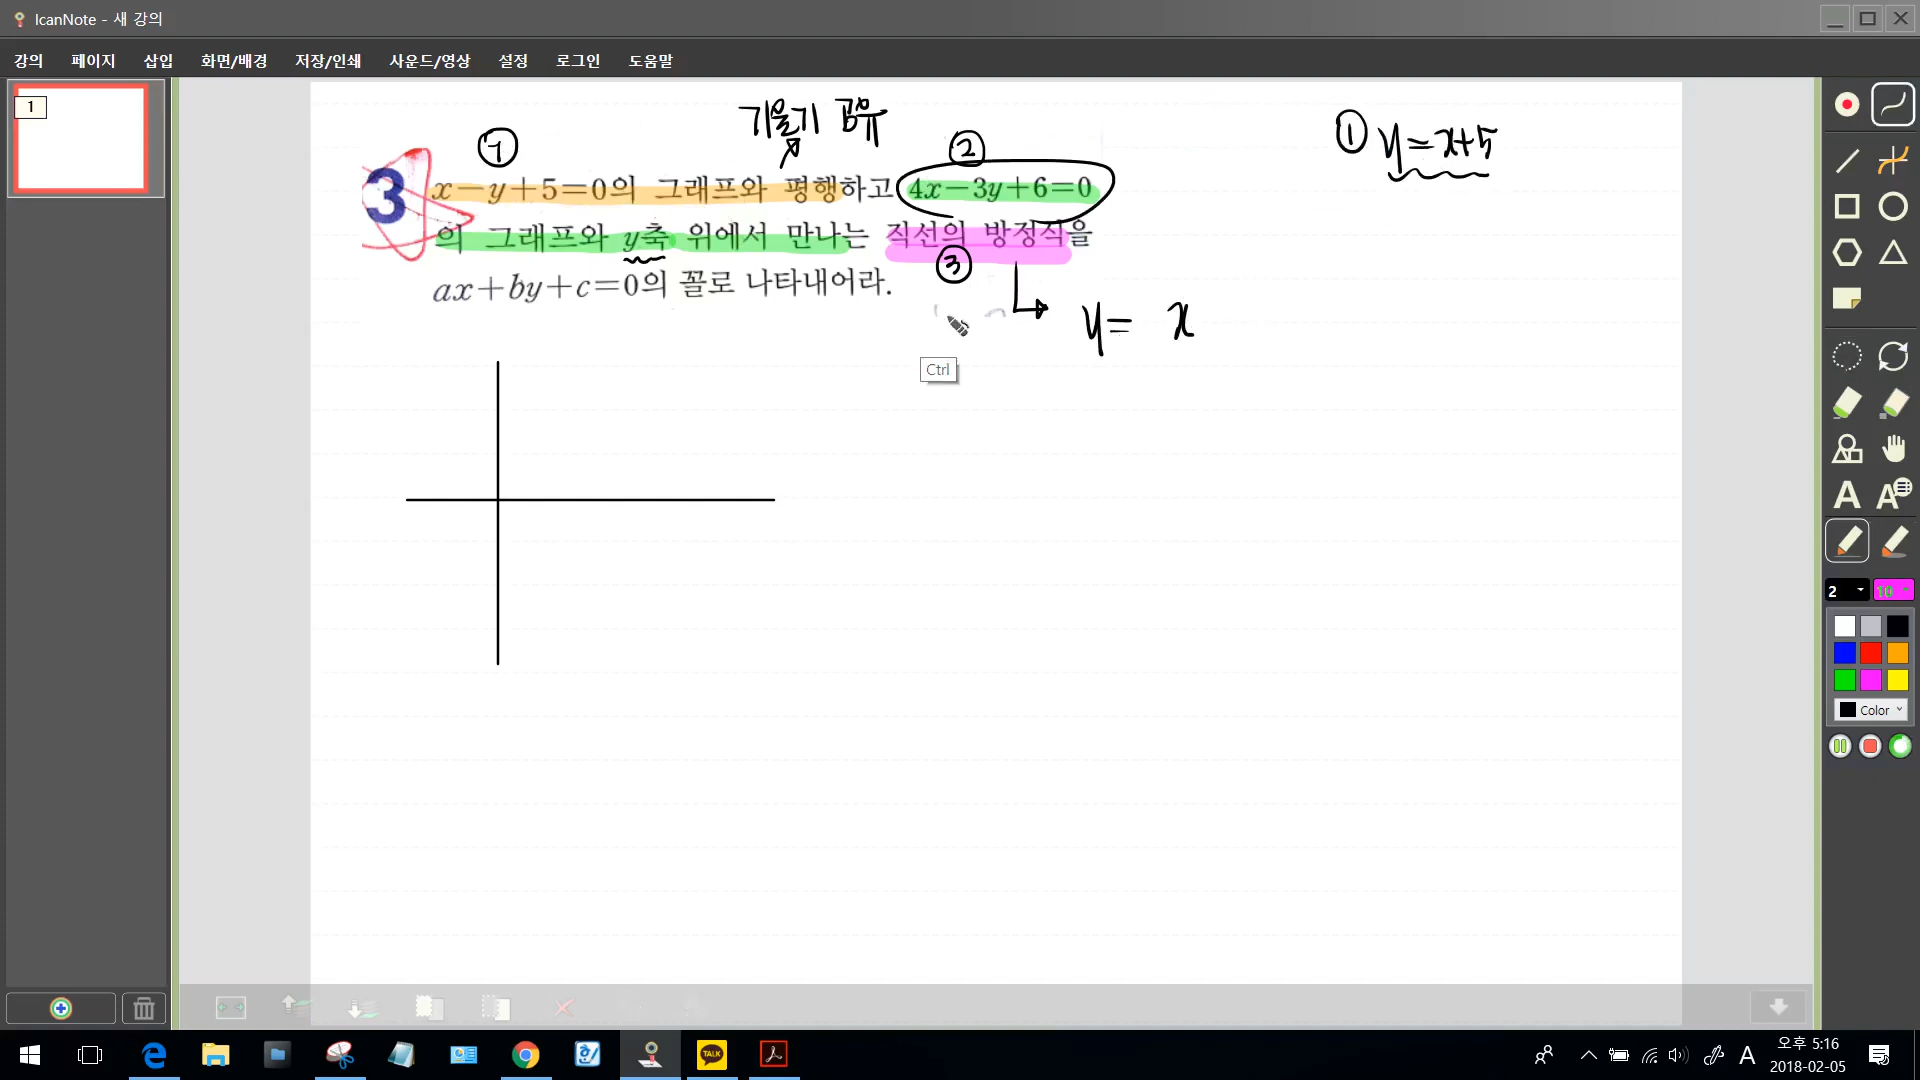 IcanNote - 새 강의
강의 페이지 삽입 화면/배경 저장/인쇄 사운드/영상 설정 로그인 도움말
1
기울기 공유
① ② ① y=x+5
3 x－y＋5＝0의 그래프와 평행하고 4x－3y＋6＝0
의 그래프와 y축 위에서 만나는 직선의 방정식을
③
ax＋by＋c＝0의 꼴로 나타내어라.
y= x
Ctrl
2 10
Color
TALK
A 오후 5:16
2018-02-05